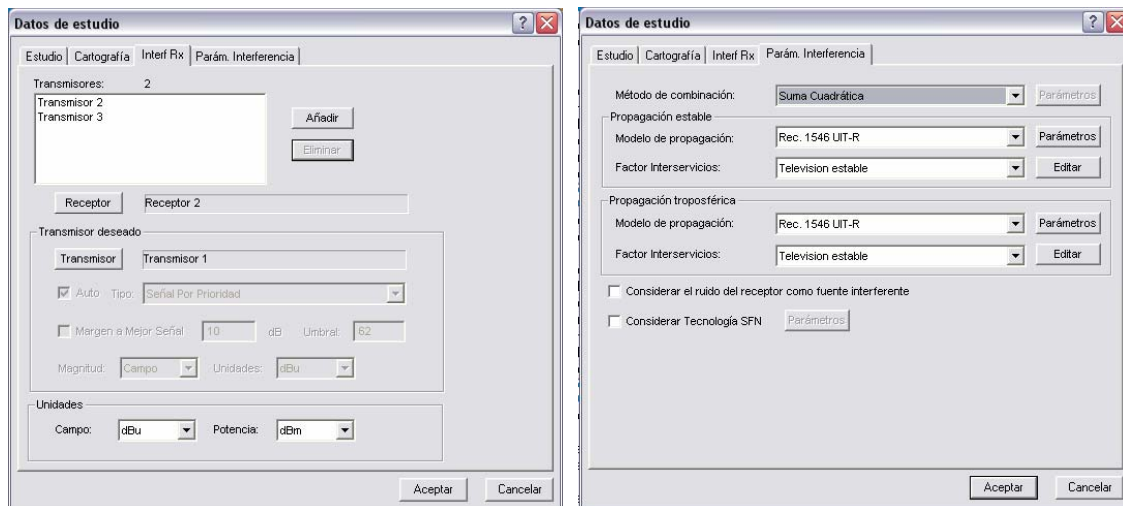 Datos de estudio
Estudio
Cartografía
Interf Rx
Parám. Interferencia
Transmisores: 2
Transmisor 2
Transmisor 3
Añadir
Eliminar
Receptor
Receptor 2
Transmisor deseado
Transmisor
Transmisor 1
Auto Tipo: Señal Por Prioridad
Margen a Mejor Señal 10 dB Umbral: 62
Magnitud: Campo Unidades: dBu
Unidades
Campo: dBu Potencia: dBm
Aceptar Cancelar
Datos de estudio
Estudio
Cartografía
Interf Rx
Parám. Interferencia
Método de combinación: Suma Cuadrática Parámetros
Propagación estable
Modelo de propagación: Rec. 1546 UIT-R Parámetros
Factor Interservicios: Television estable Editar
Propagación troposférica
Modelo de propagación: Rec. 1546 UIT-R Parámetros
Factor Interservicios: Television estable Editar
Considerar el ruido del receptor como fuente interferente
Considerar Tecnología SFN Parámetros
Aceptar Cancelar